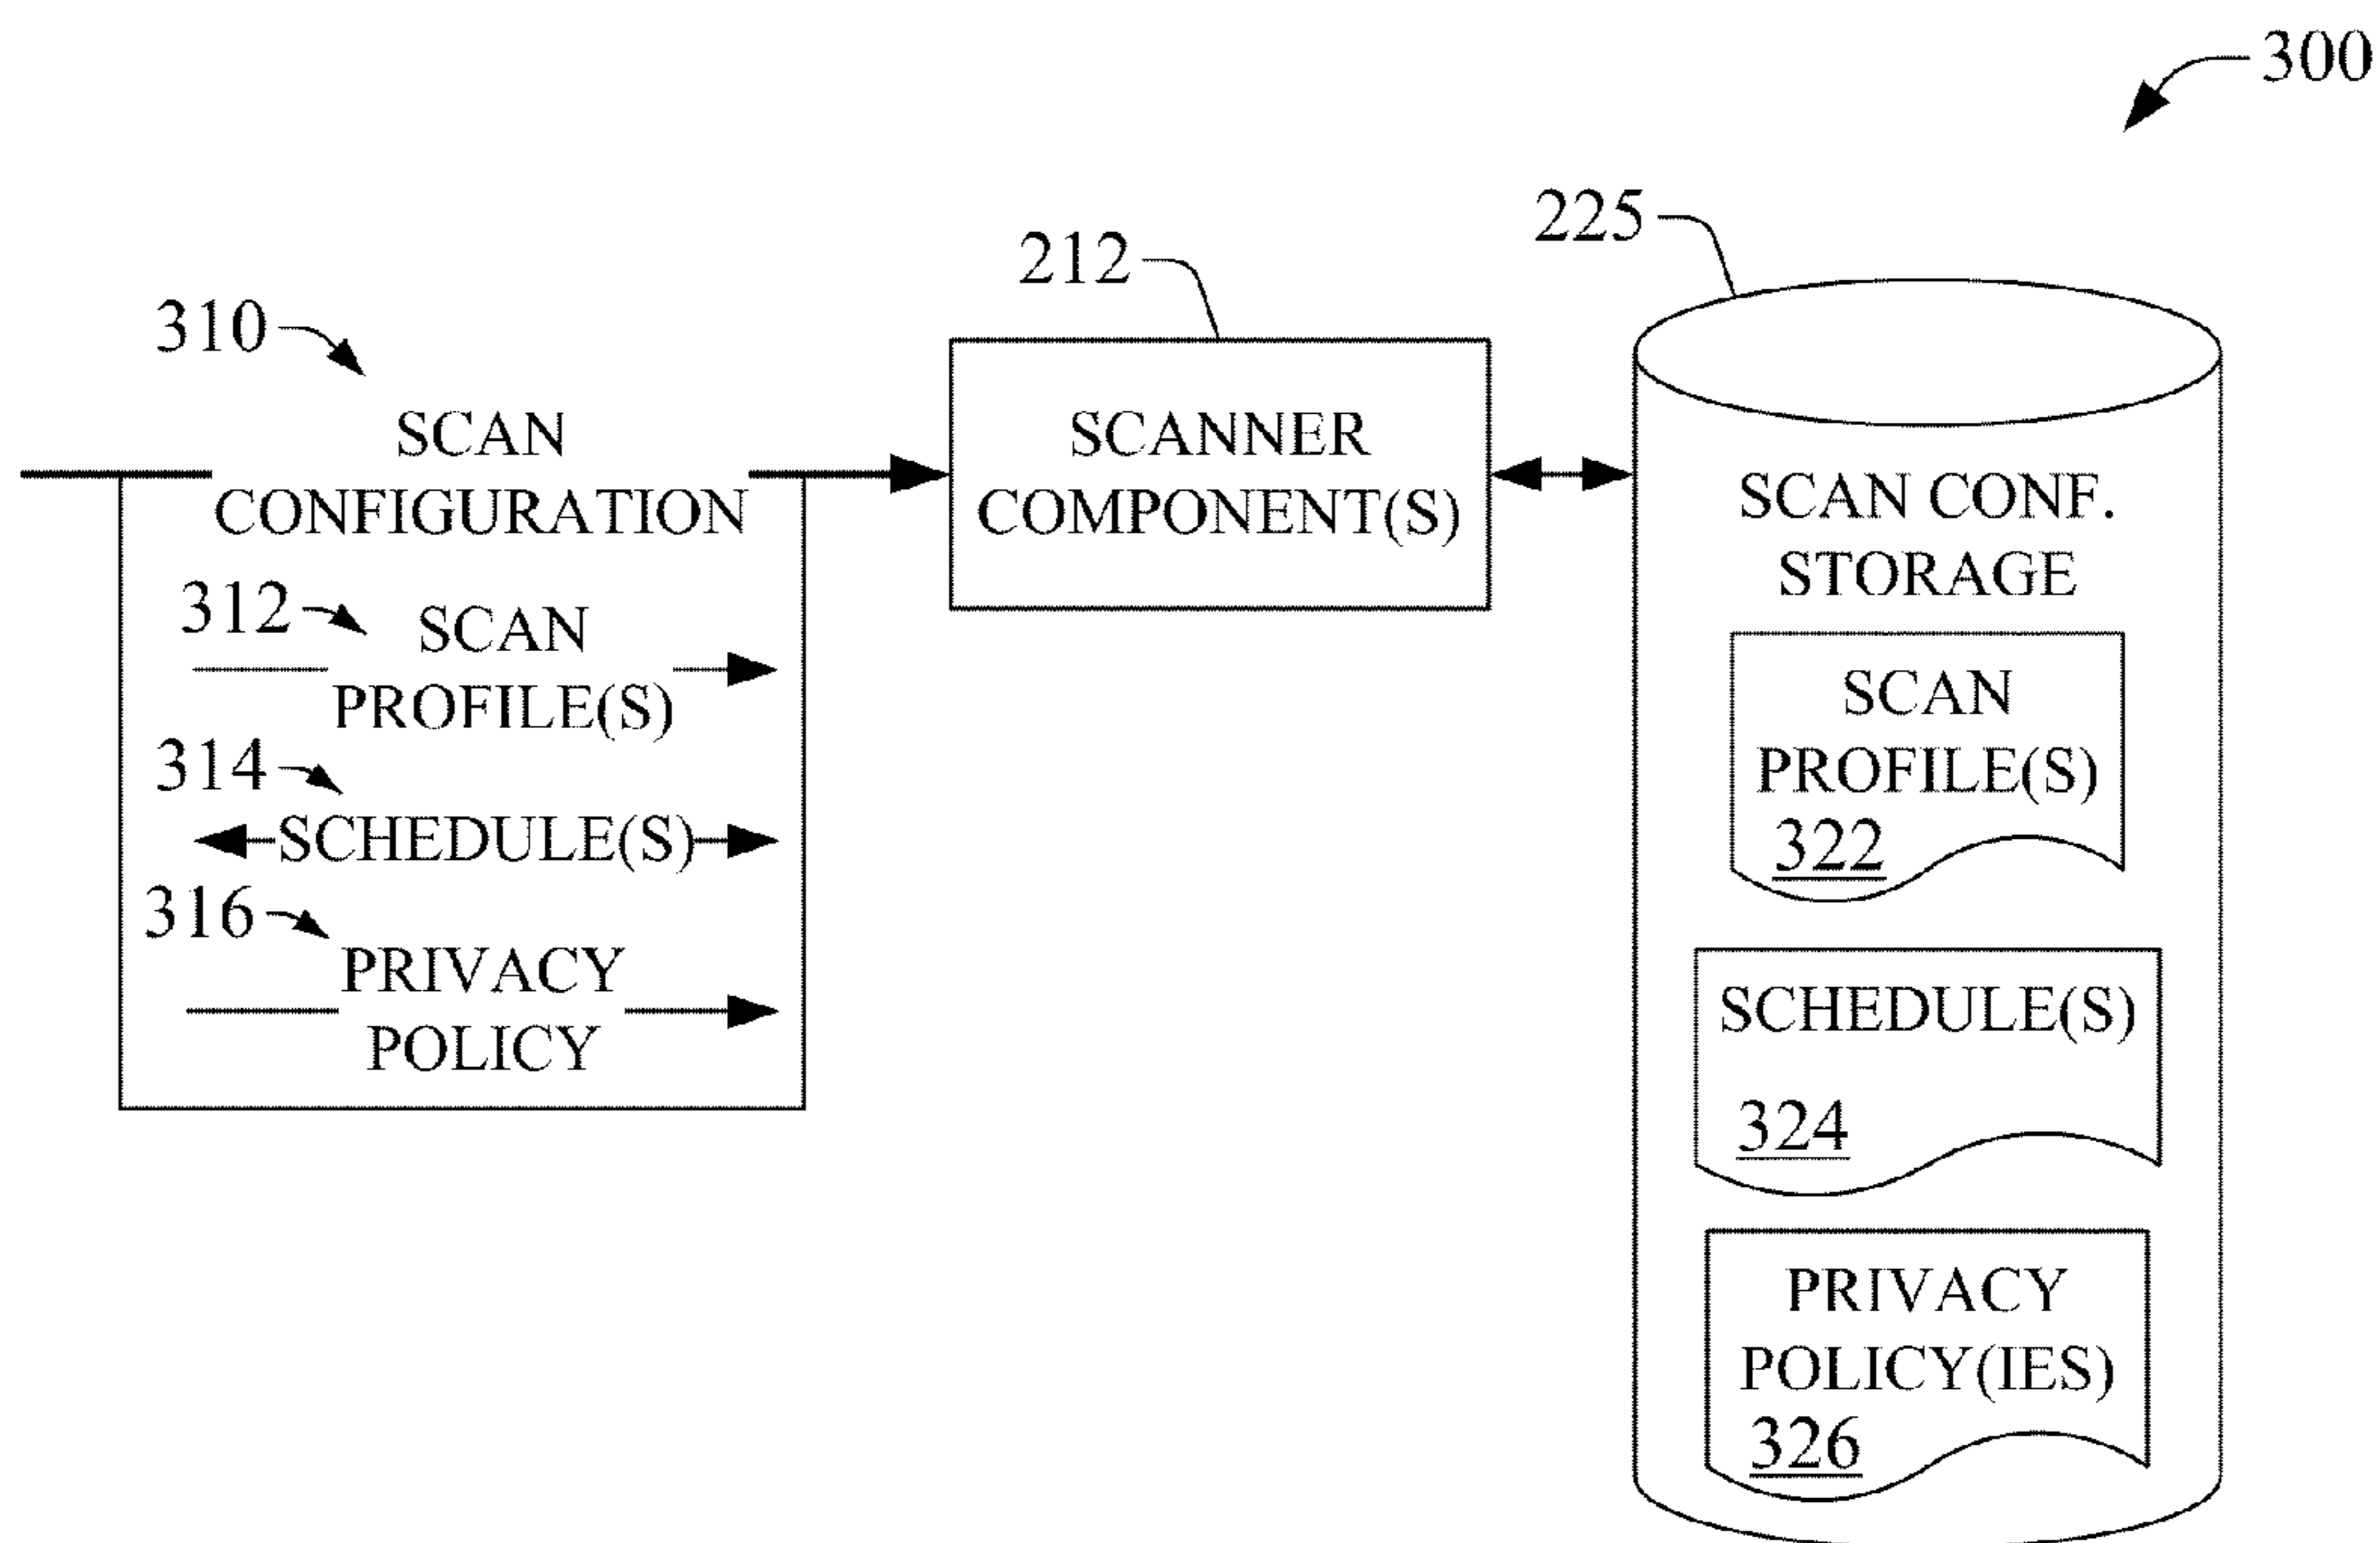 300
225
212
310
SCAN
CONFIGURATION
312
SCAN
PROFILE(S)
314
SCHEDULE(S)
316
PRIVACY
POLICY
SCANNER
COMPONENT(S)
SCAN CONF.
STORAGE
SCAN
PROFILE(S)
322
SCHEDULE(S)
324
PRIVACY
POLICY(IES)
326